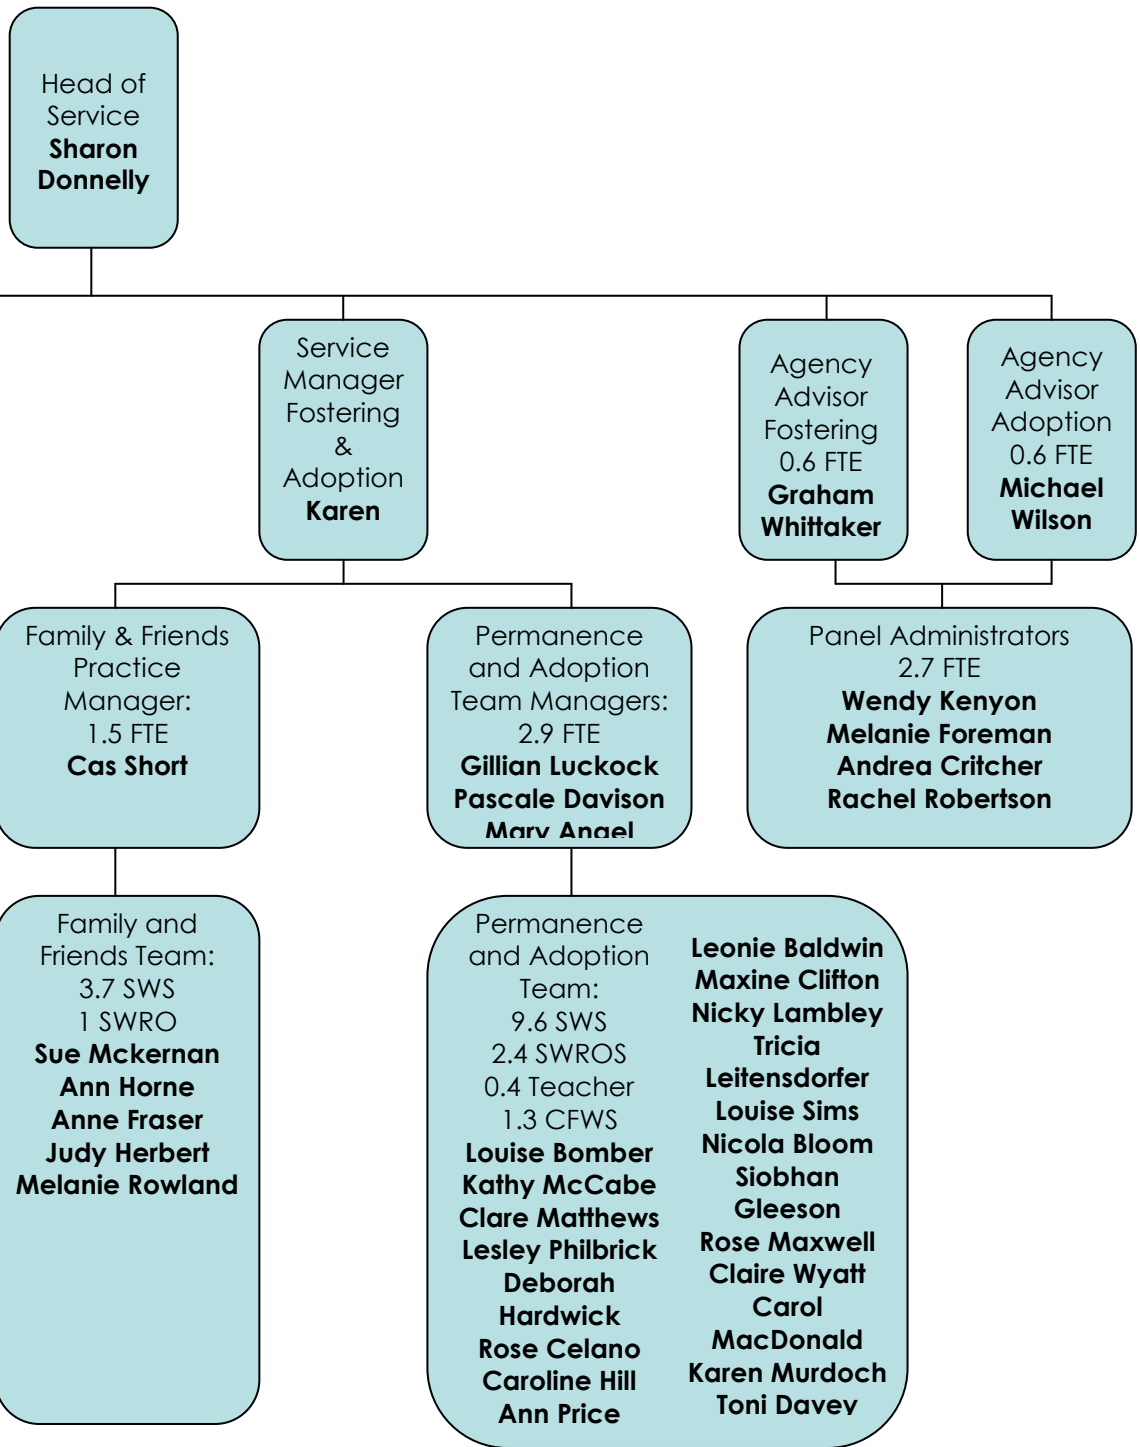 Head of
Service
Sharon
Donnelly
Service
Manager
Fostering
&
Adoption
Karen
Agency
Advisor
Fostering
0.6 FTE
Graham
Whittaker
Agency
Advisor
Adoption
0.6 FTE
Michael
Wilson
Family & Friends
Practice
Manager:
1.5 FTE
Cas Short
Permanence
and Adoption
Team Managers:
2.9 FTE
Gillian Luckock
Pascale Davison
Mary Angel
Panel Administrators
2.7 FTE
Wendy Kenyon
Melanie Foreman
Andrea Critcher
Rachel Robertson
Family and
Friends Team:
3.7 SWS
1 SWRO
Sue Mckernan
Ann Horne
Anne Fraser
Judy Herbert
Melanie Rowland
Permanence
and Adoption
Team:
9.6 SWS
2.4 SWROS
0.4 Teacher
1.3 CFWS
Louise Bomber
Kathy McCabe
Clare Matthews
Lesley Philbrick
Deborah
Hardwick
Rose Celano
Caroline Hill
Ann Price
Leonie Baldwin
Maxine Clifton
Nicky Lambley
Tricia
Leitensdorfer
Louise Sims
Nicola Bloom
Siobhan
Gleeson
Rose Maxwell
Claire Wyatt
Carol
MacDonald
Karen Murdoch
Toni Davey